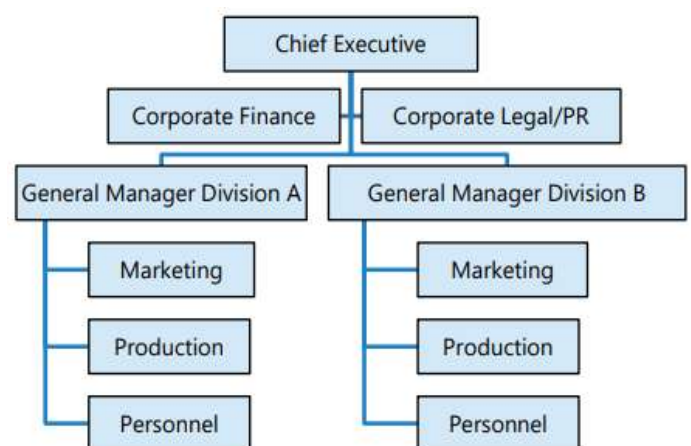 Chief Executive
Corporate Finance
Corporate Legal/PR
General Manager Division A
General Manager Division B
Marketing
Production
Personnel
Marketing
Production
Personnel